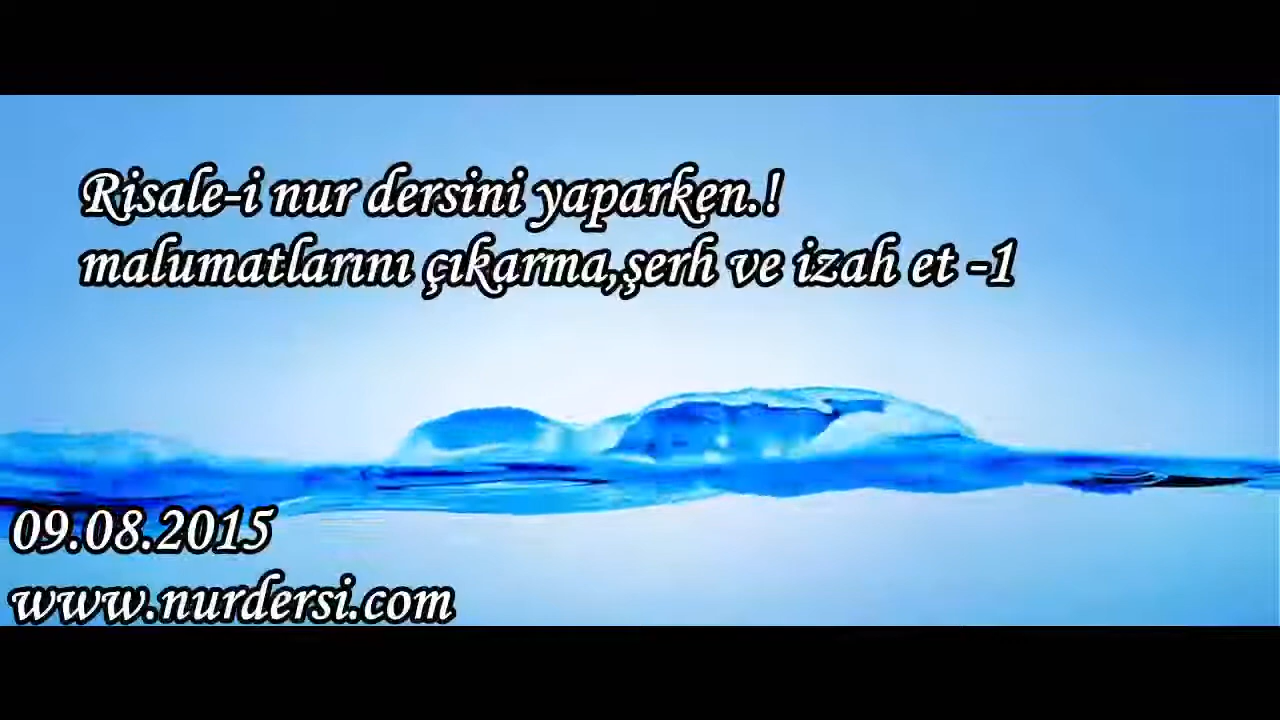 Risale-i nur dersini yaparken.!
malumatlarını çıkarma,şerh ve izah et -1
09.08.2015
www.nurdersi.com